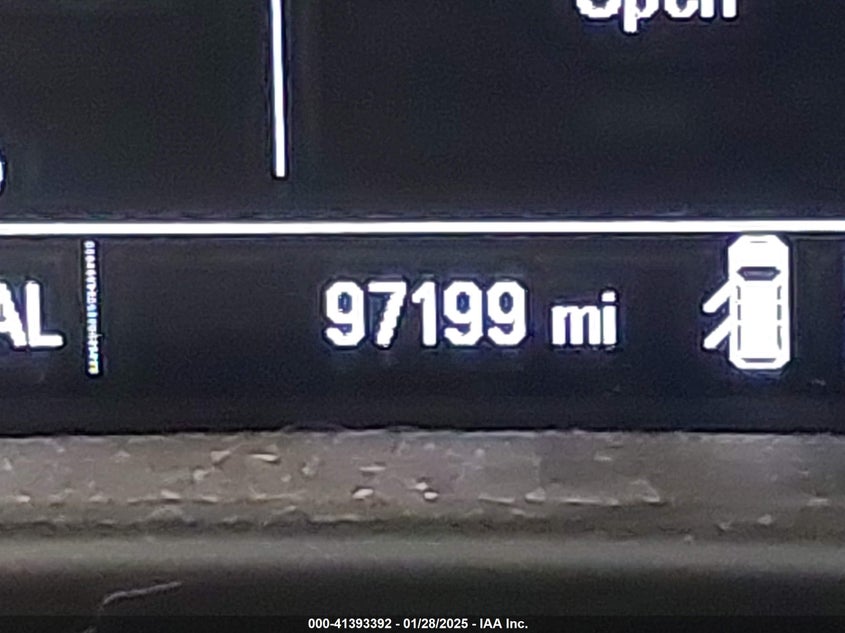 Open
AL
97199 mi
000-41393392 - 01/28/2025 - IAA Inc.